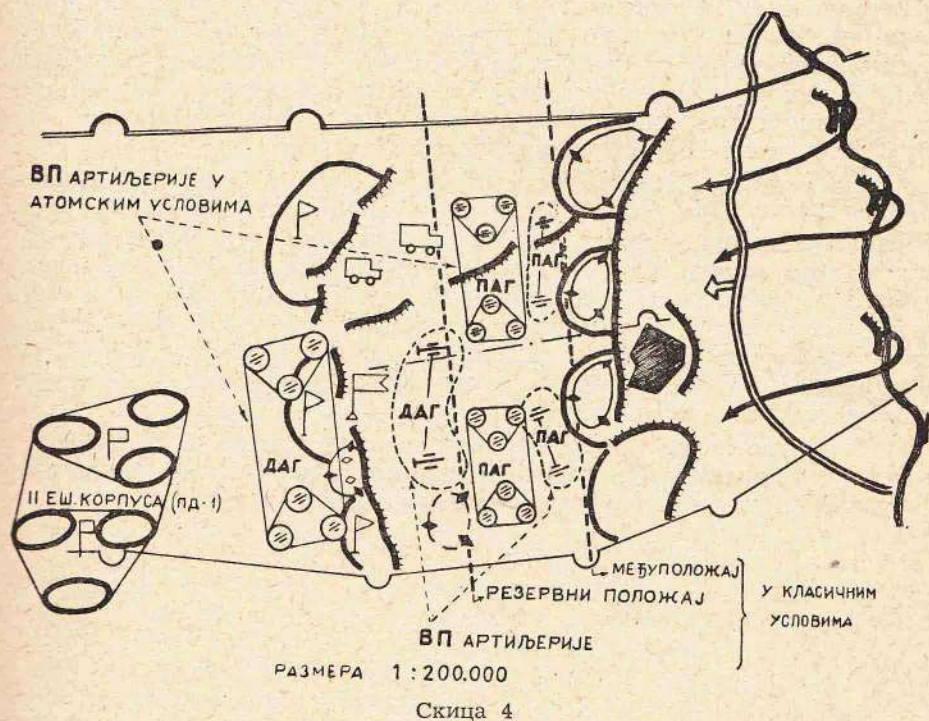 ВП АРТИЉЕРИЈЕ У
АТОМСКИМ УСЛОВИМА
ПАГ
ПАГ
ДАГ
ПАГ
ПАГ
ДАГ
II ЕШ. КОРПУСА (ПД-1)
МЕЂУПОЛОЖАЈ
РЕЗЕРВНИ ПОЛОЖАЈ
У КЛАСИЧНИМ
УСЛОВИМА
ВП АРТИЉЕРИЈЕ
РАЗМЕРА 1:200.000
Скица 4